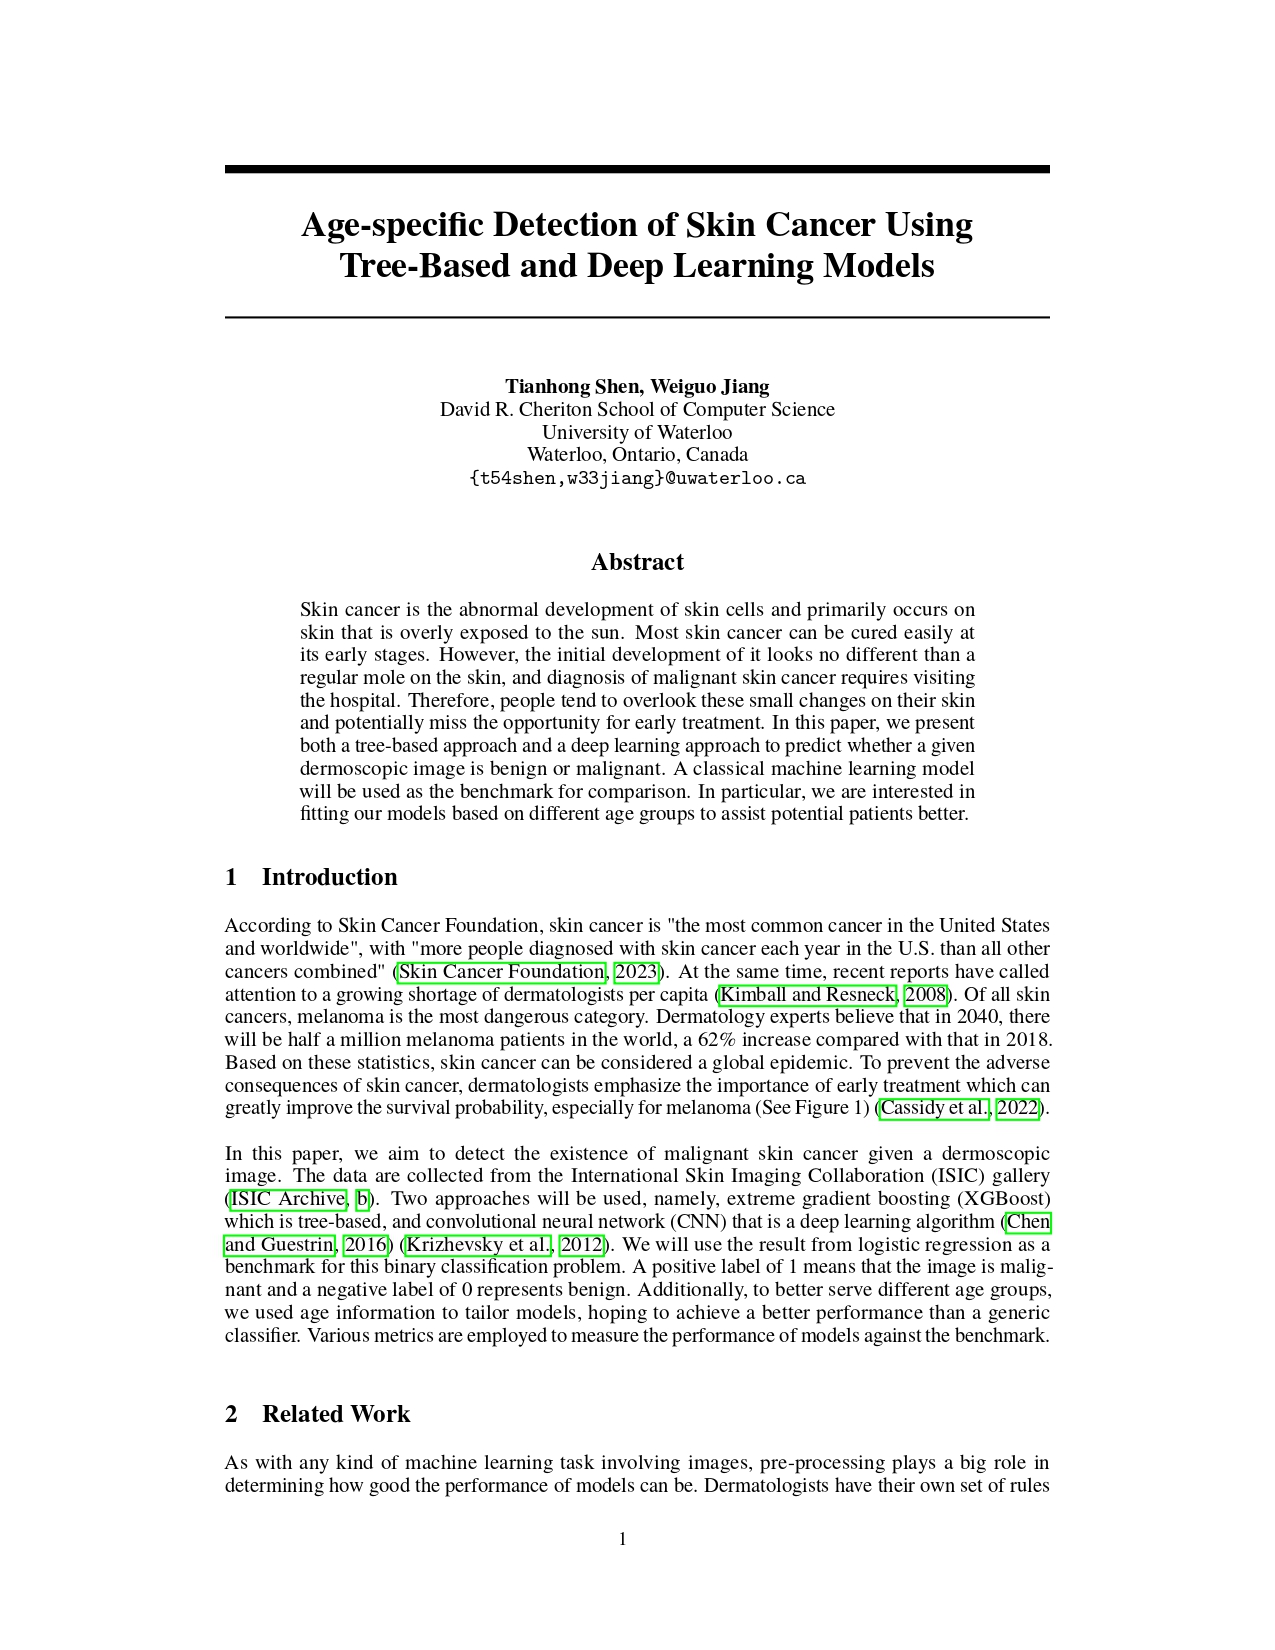 Age-specific Detection of Skin Cancer Using
Tree-Based and Deep Learning Models
Tianhong Shen, Weiguo Jiang
David R. Cheriton School of Computer Science
University of Waterloo
Waterloo, Ontario, Canada
{t54shen,w33jiang}@uwaterloo.ca
Abstract
Skin cancer is the abnormal development of skin cells and primarily occurs on
skin that is overly exposed to the sun. Most skin cancer can be cured easily at
its early stages. However, the initial development of it looks no different than a
regular mole on the skin, and diagnosis of malignant skin cancer requires visiting
the hospital. Therefore, people tend to overlook these small changes on their skin
and potentially miss the opportunity for early treatment. In this paper, we present
both a tree-based approach and a deep learning approach to predict whether a given
dermoscopic image is benign or malignant. A classical machine learning model
will be used as the benchmark for comparison. In particular, we are interested in
fitting our models based on different age groups to assist potential patients better.
1 Introduction
According to Skin Cancer Foundation, skin cancer is "the most common cancer in the United States
and worldwide", with "more people diagnosed with skin cancer each year in the U.S. than all other
cancers combined" (Skin Cancer Foundation, 2023). At the same time, recent reports have called
attention to a growing shortage of dermatologists per capita (Kimball and Resneck, 2008). Of all skin
cancers, melanoma is the most dangerous category. Dermatology experts believe that in 2040, there
will be half a million melanoma patients in the world, a 62% increase compared with that in 2018.
Based on these statistics, skin cancer can be considered a global epidemic. To prevent the adverse
consequences of skin cancer, dermatologists emphasize the importance of early treatment which can
greatly improve the survival probability, especially for melanoma (See Figure 1) (Cassidy et al., 2022).
In this paper, we aim to detect the existence of malignant skin cancer given a dermoscopic
image. The data are collected from the International Skin Imaging Collaboration (ISIC) gallery
(ISIC Archive, b). Two approaches will be used, namely, extreme gradient boosting (XGBoost)
which is tree-based, and convolutional neural network (CNN) that is a deep learning algorithm (Chen
and Guestrin, 2016) (Krizhevsky et al., 2012). We will use the result from logistic regression as a
benchmark for this binary classification problem. A positive label of 1 means that the image is malig-
nant and a negative label of 0 represents benign. Additionally, to better serve different age groups,
we used age information to tailor models, hoping to achieve a better performance than a generic
classifier. Various metrics are employed to measure the performance of models against the benchmark.
2 Related Work
As with any kind of machine learning task involving images, pre-processing plays a big role in
determining how good the performance of models can be. Dermatologists have their own set of rules
1